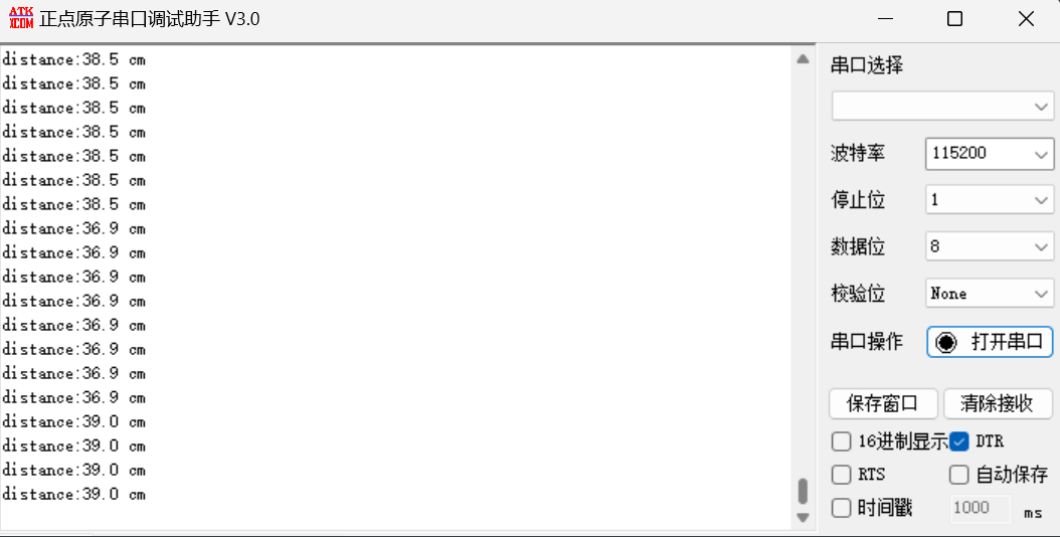 ATK
XCOM
正点原子串口调试助手 V3.0
distance:38.5 cm
distance:38.5 cm
distance:38.5 cm
distance:38.5 cm
distance:38.5 cm
distance:38.5 cm
distance:38.5 cm
distance:36.9 cm
distance:36.9 cm
distance:36.9 cm
distance:36.9 cm
distance:36.9 cm
distance:36.9 cm
distance:36.9 cm
distance:36.9 cm
distance:39.0 cm
distance:39.0 cm
distance:39.0 cm
distance:39.0 cm
串口选择
波特率 115200
停止位 1
数据位 8
校验位 None
串口操作 打开串口
保存窗口 清除接收
16进制显示 DTR
RTS 自动保存
时间戳 1000 ms